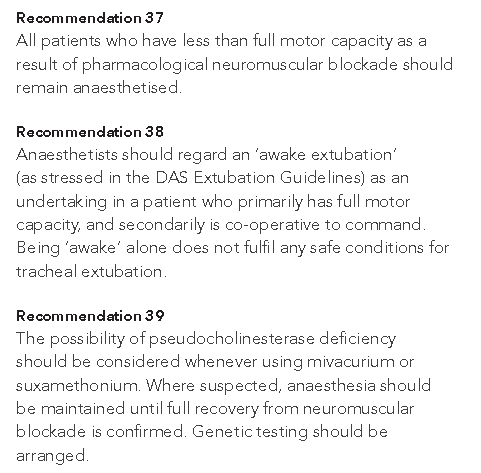 Recommendation 37
All patients who have less than full motor capacity as a
result of pharmacological neuromuscular blockade should
remain anaesthetised.
Recommendation 38
Anaesthetists should regard an ‘awake extubation’
(as stressed in the DAS Extubation Guidelines) as an
undertaking in a patient who primarily has full motor
capacity, and secondarily is co-operative to command.
Being ‘awake’ alone does not fulfil any safe conditions for
tracheal extubation.
Recommendation 39
The possibility of pseudocholinesterase deficiency
should be considered whenever using mivacurium or
suxamethonium. Where suspected, anaesthesia should
be maintained until full recovery from neuromuscular
blockade is confirmed. Genetic testing should be
arranged.